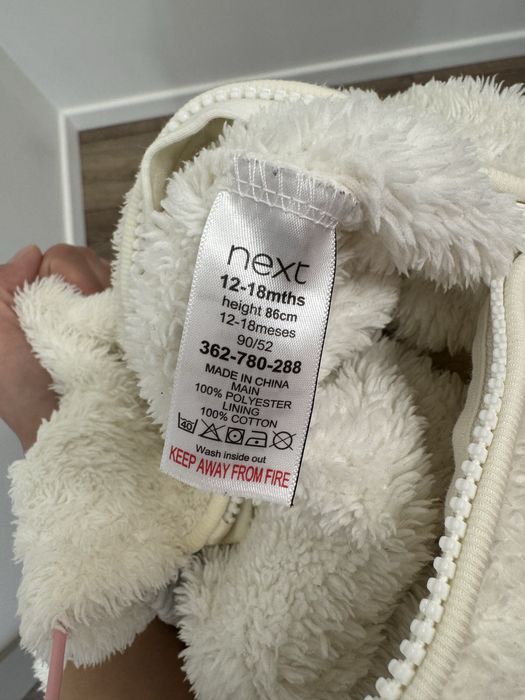 next
12-18mths
height 86cm
12-18meses
90/52
362-780-288
MADE IN CHINA
MAIN
100% POLYESTER
LINING
100% COTTON
40
Wash inside out
KEEP AWAY FROM FIRE